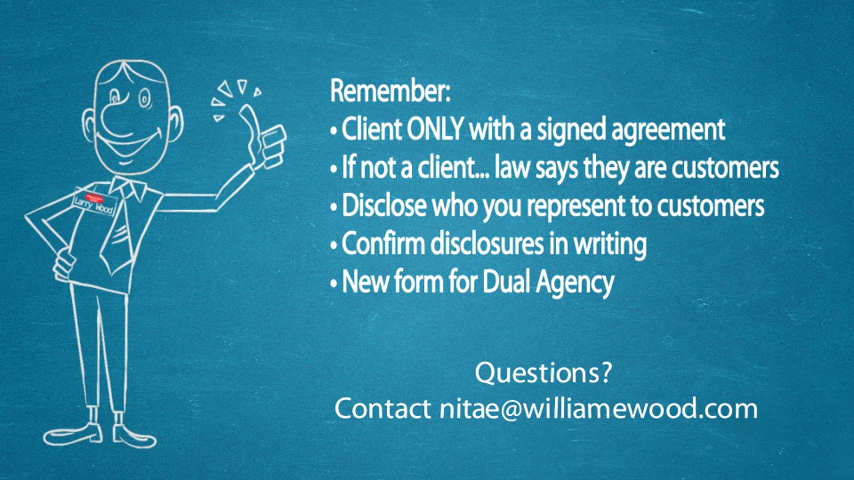 Remember:
• Client ONLY with a signed agreement
• If not a client... law says they are customers
• Disclose who you represent to customers
• Confirm disclosures in writing
• New form for Dual Agency
Larry Wood
Questions?
Contact nitae@williamewood.com